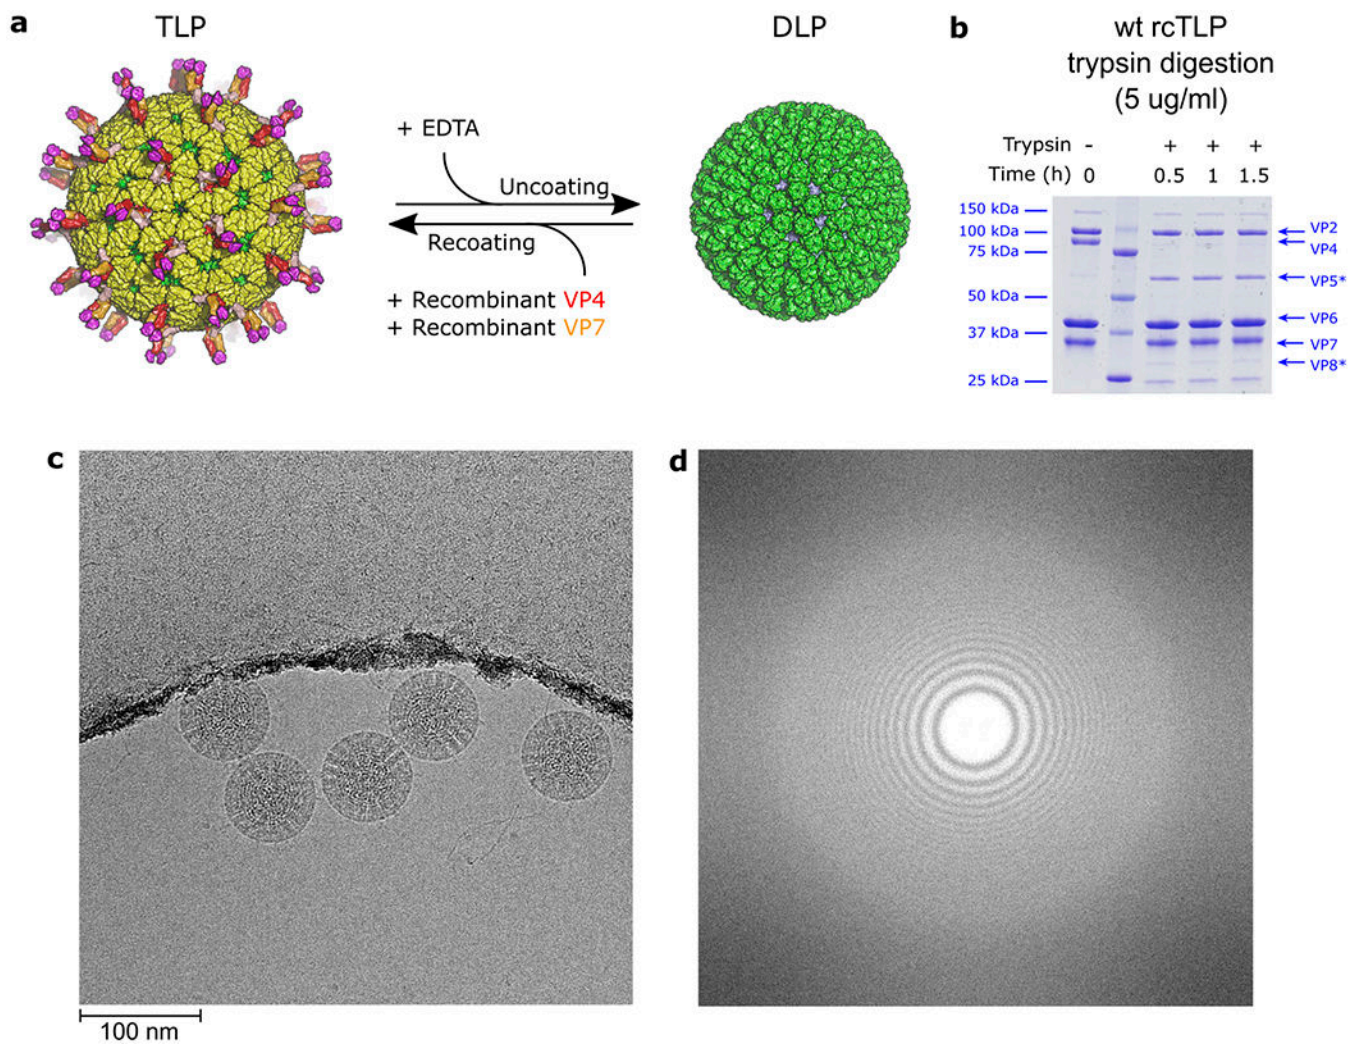 a
TLP
DLP
+ EDTA
Uncoating
Recoating
+ Recombinant VP4
+ Recombinant VP7
b
wt rcTLP
trypsin digestion
(5 ug/ml)
Trypsin - + + +
Time (h) 0 0.5 1 1.5
150 kDa
100 kDa
75 kDa
50 kDa
37 kDa
25 kDa
VP2
VP4
VP5*
VP6
VP7
VP8*
c
100 nm
d